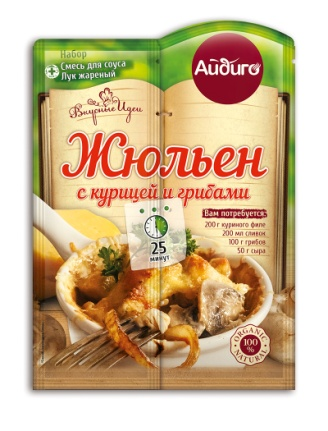 Набор
Смесь для соуса
Лук жареный
Айдиго
Вкусные Идеи
Жюльен
с курицей и грибами
Вам потребуется:
200 г куриного филе
200 мл сливок
100 г грибов
50 г сыра
25
минут
ORGANIC
100%
NATURAL